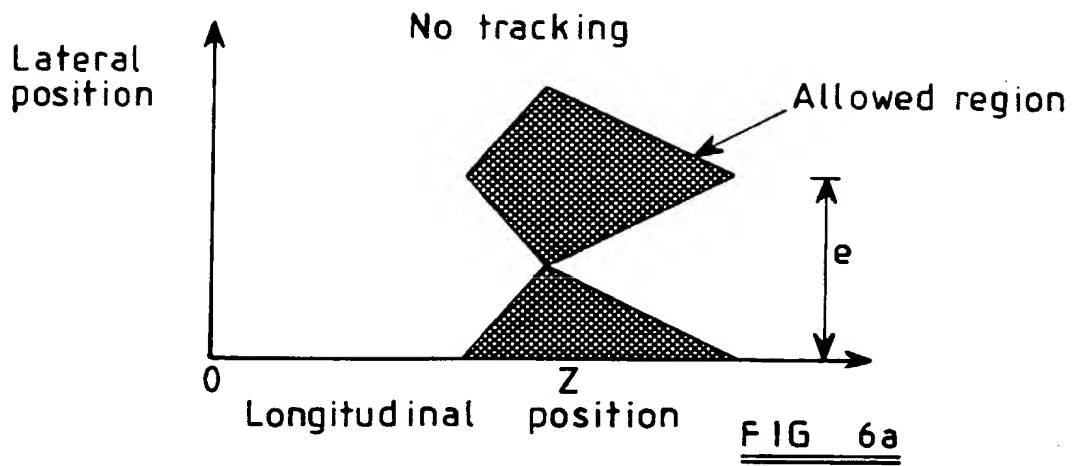 No tracking
Lateral
position
Allowed region
e
0
Z
Longitudinal position
FIG 6a